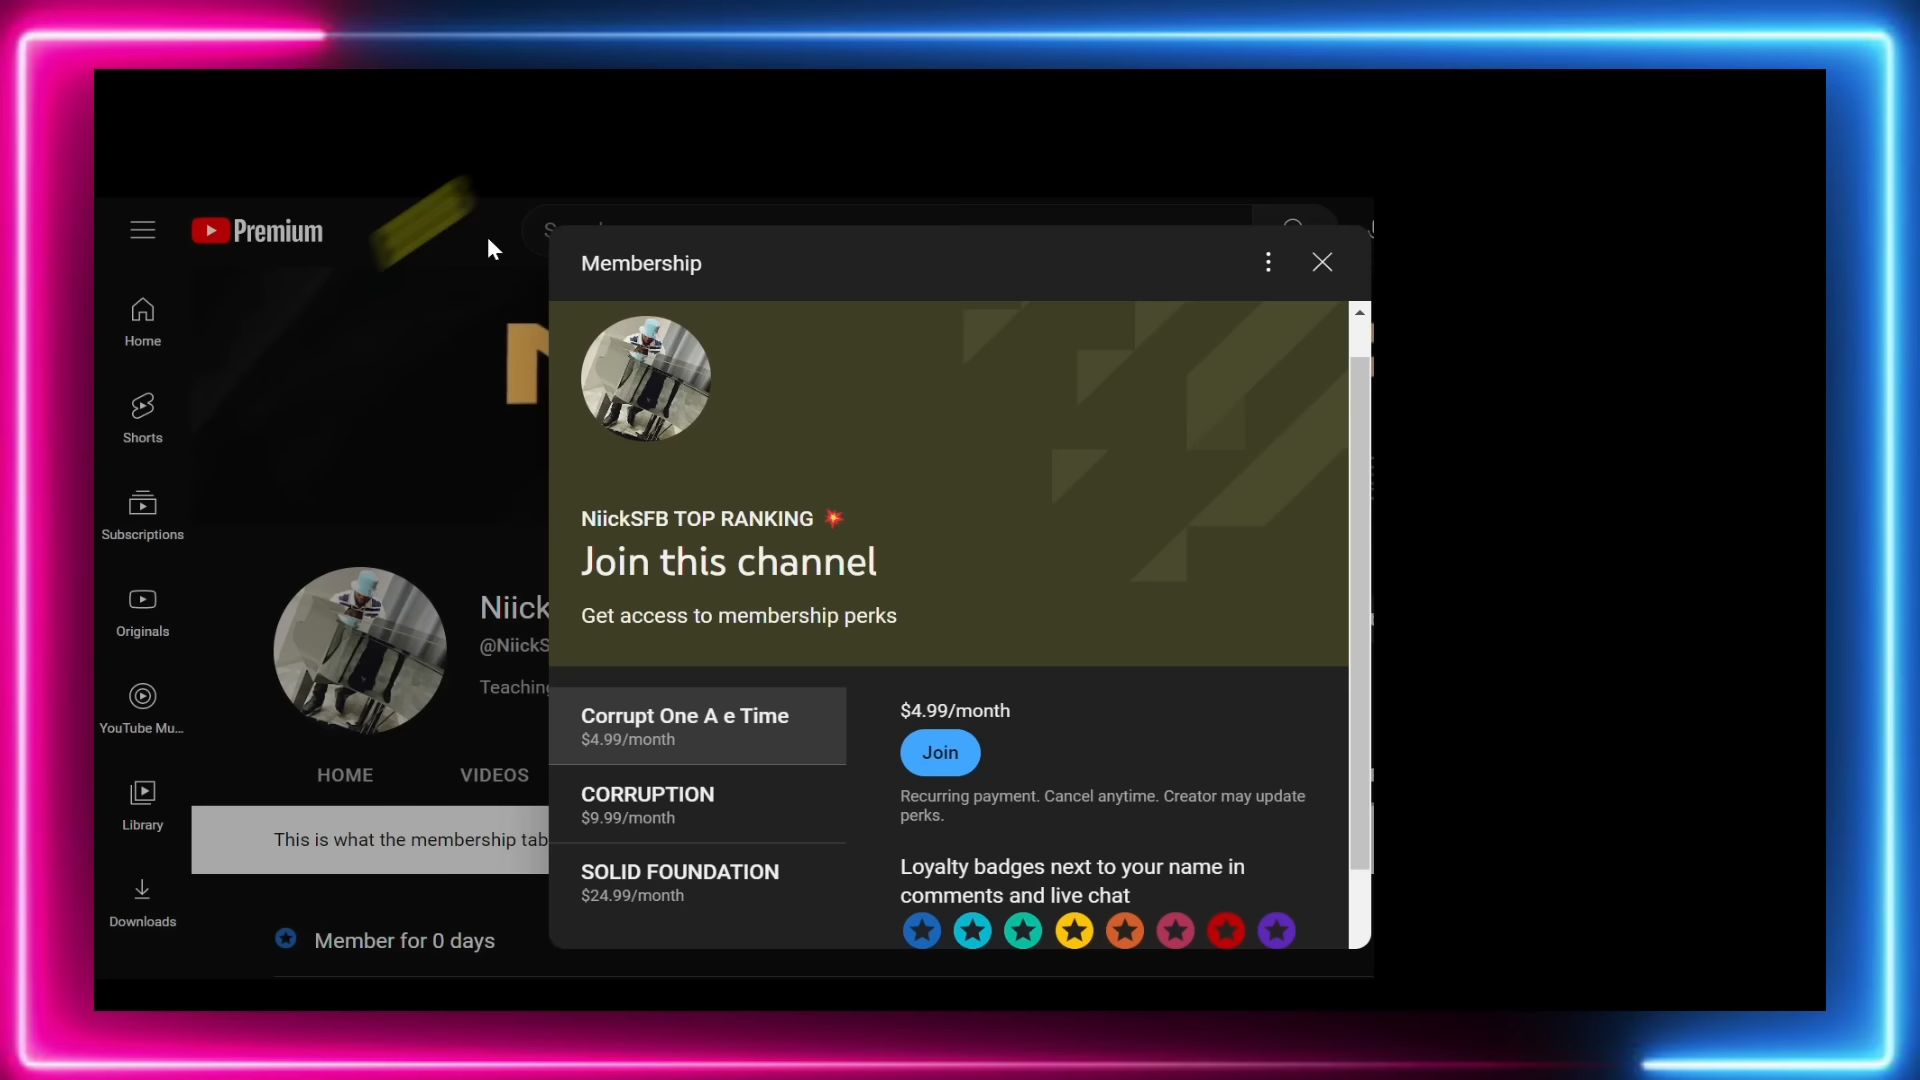 Premium
Membership
Home
Shorts
Subscriptions
Originals
YouTube Mu...
Library
Downloads
NiickSFB TOP RANKING 💥
Join this channel
Get access to membership perks
Niick
@NiickS
Teaching
HOME
VIDEOS
This is what the membership tab
Member for 0 days
Corrupt One A e Time
$4.99/month
CORRUPTION
$9.99/month
SOLID FOUNDATION
$24.99/month
$4.99/month
Join
Recurring payment. Cancel anytime. Creator may update
perks.
Loyalty badges next to your name in
comments and live chat